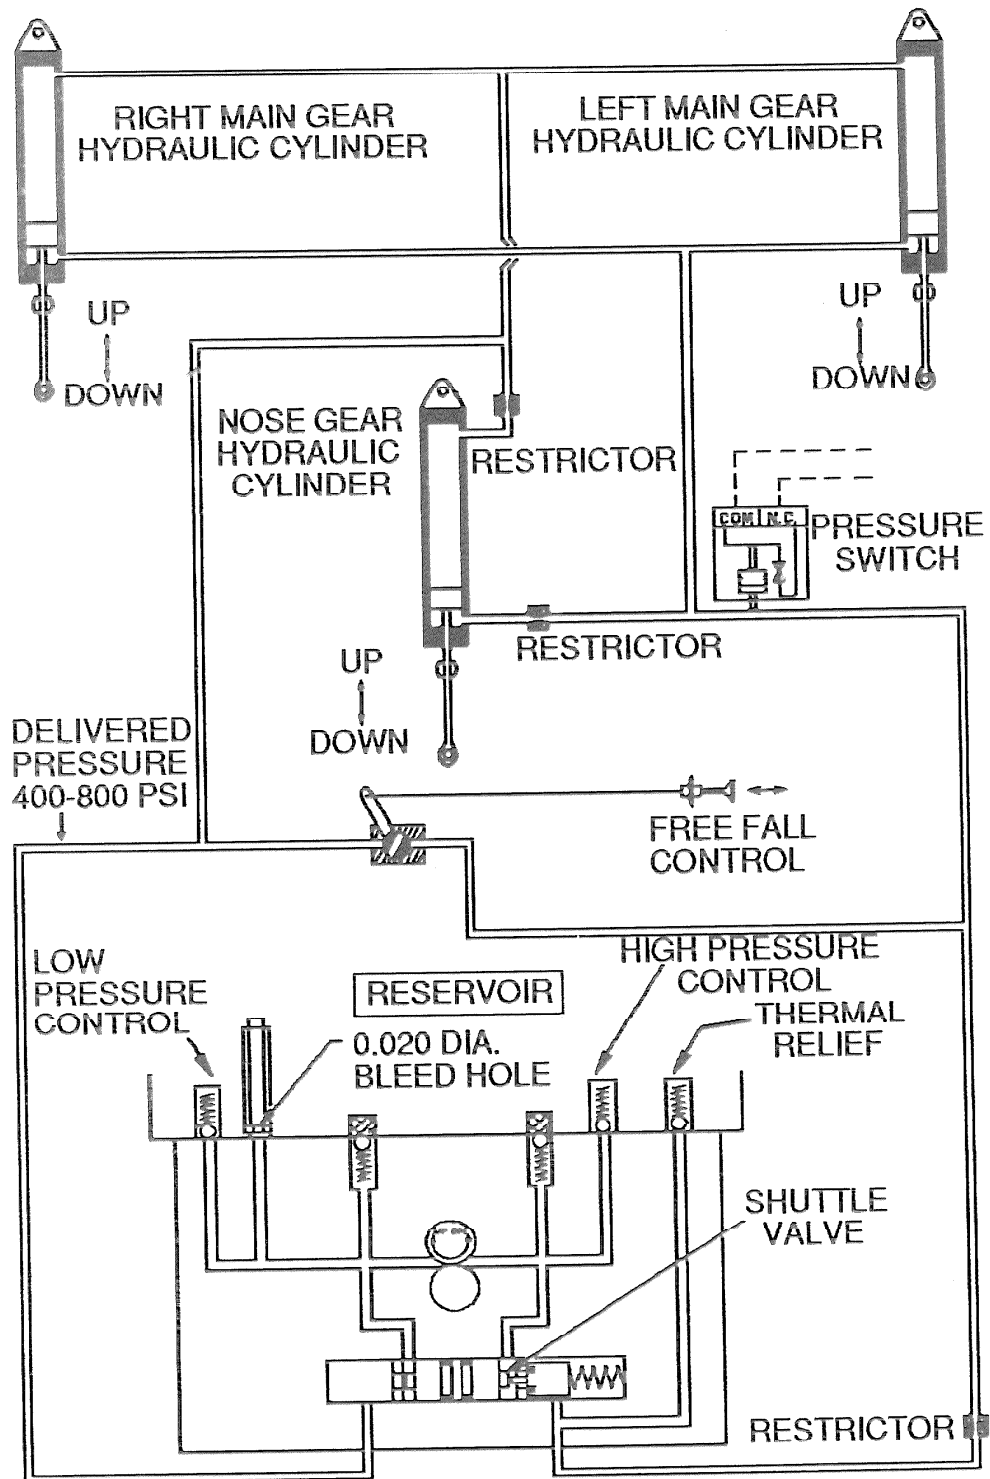 RIGHT MAIN GEAR
HYDRAULIC CYLINDER
LEFT MAIN GEAR
HYDRAULIC CYLINDER
UP
DOWN
UP
DOWN
NOSE GEAR
HYDRAULIC
CYLINDER
RESTRICTOR
COM N.C.
PRESSURE
SWITCH
RESTRICTOR
UP
DOWN
DELIVERED
PRESSURE
400-800 PSI
FREE FALL
CONTROL
LOW
PRESSURE
CONTROL
RESERVOIR
HIGH PRESSURE
CONTROL
THERMAL
RELIEF
0.020 DIA.
BLEED HOLE
SHUTTLE
VALVE
RESTRICTOR